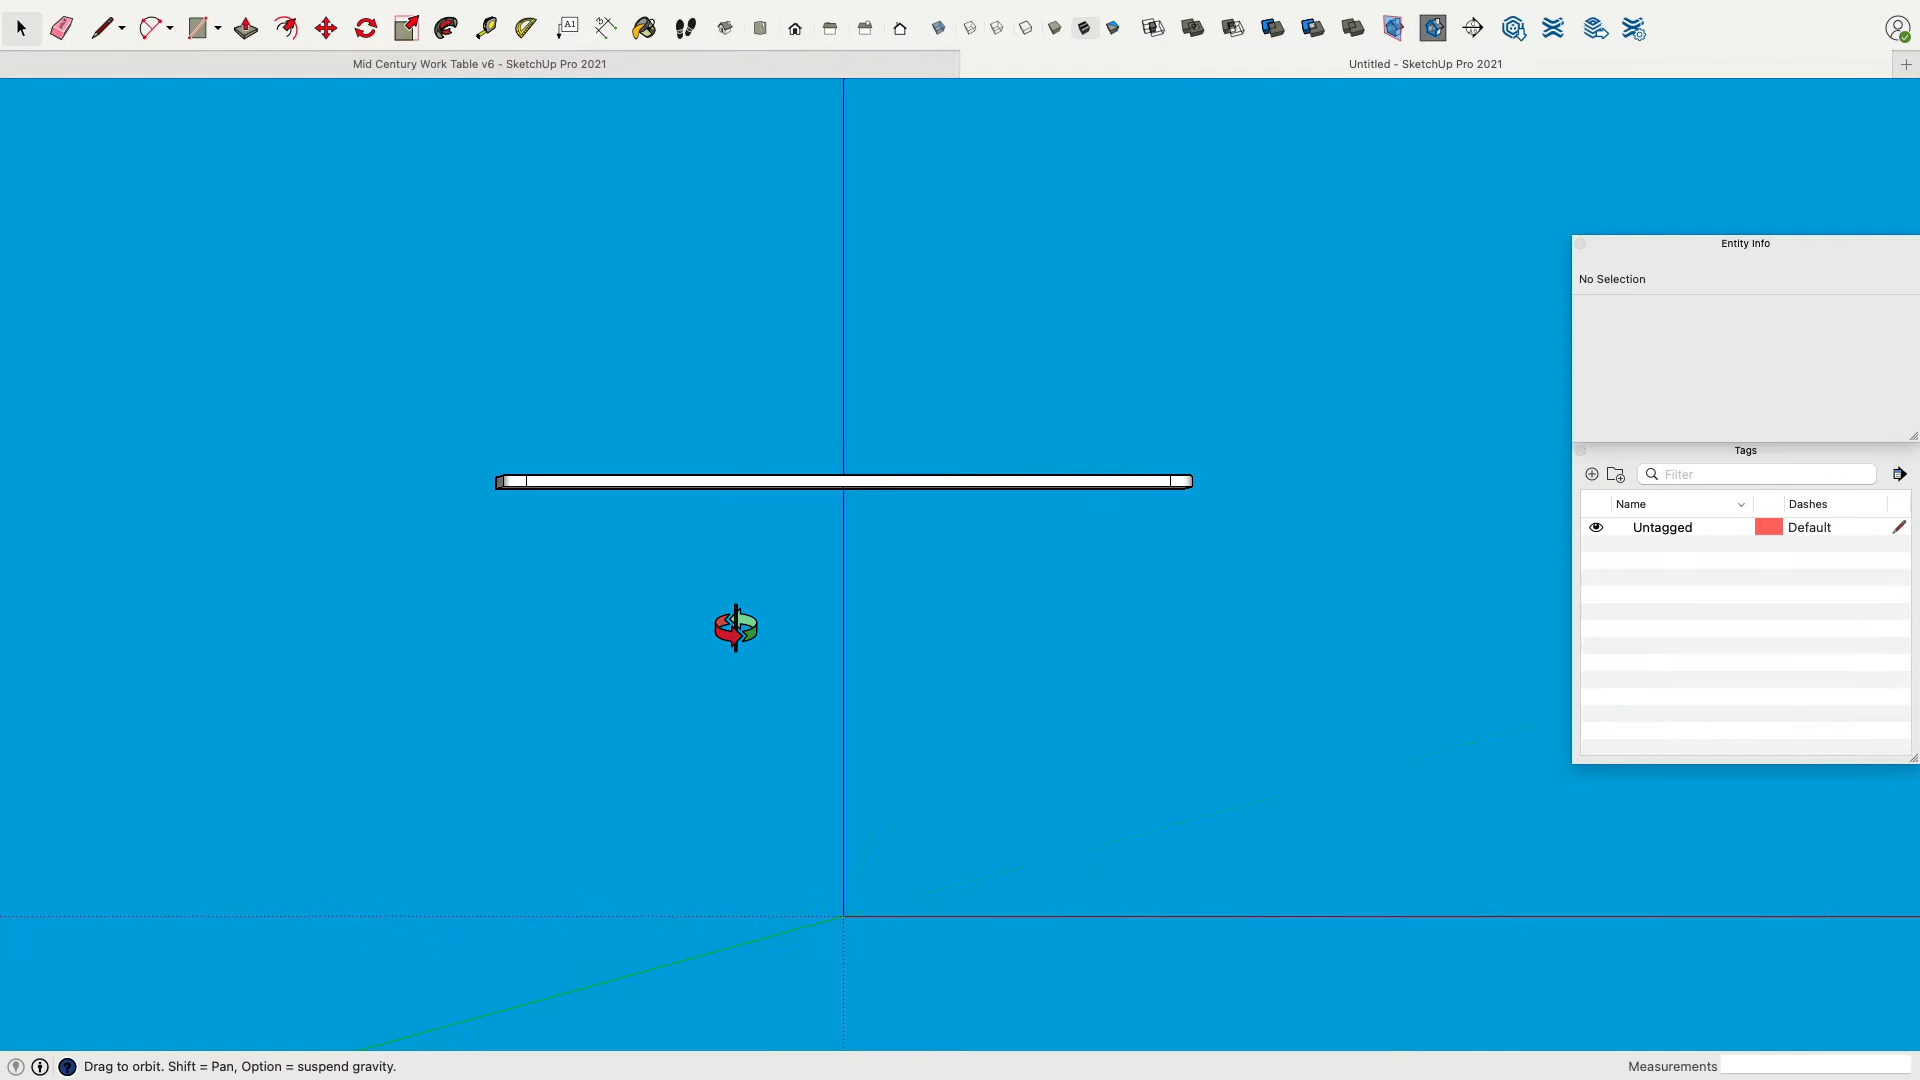 A1
Mid Century Work Table v6 - SketchUp Pro 2021
Untitled - SketchUp Pro 2021
Entity Info
No Selection
Tags
Filter
Name
Dashes
Untagged
Default
Drag to orbit. Shift = Pan, Option = suspend gravity.
Measurements